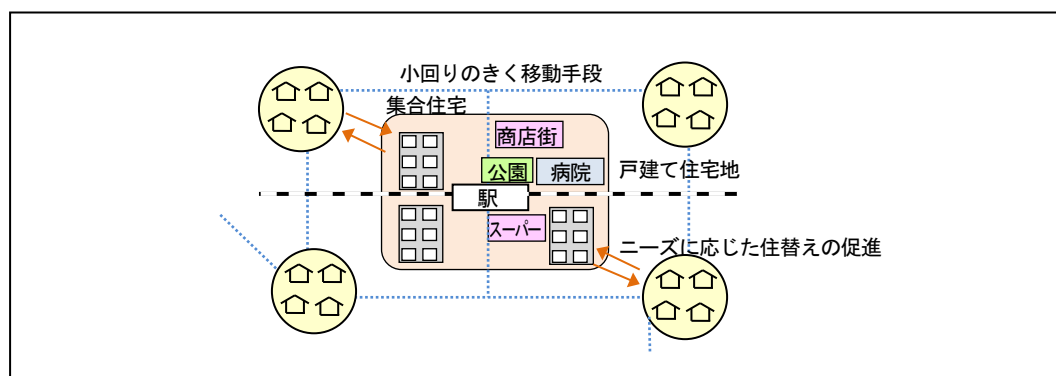 小回りのきく移動手段
集合住宅
商店街
公園
病院
戸建て住宅地
駅
スーパー
ニーズに応じた住替えの促進